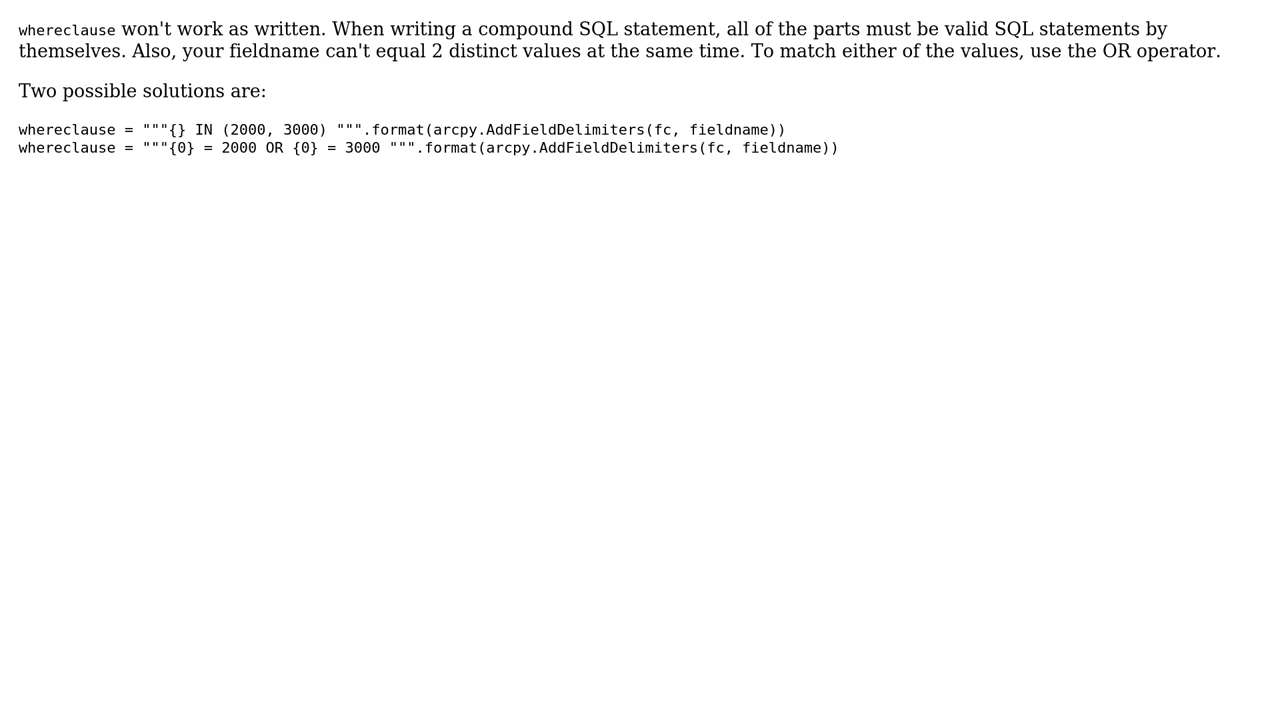 whereclause won't work as written. When writing a compound SQL statement, all of the parts must be valid SQL statements by
themselves. Also, your fieldname can't equal 2 distinct values at the same time. To match either of the values, use the OR operator.
Two possible solutions are:
whereclause = """{} IN (2000, 3000) """.format(arcpy.AddFieldDelimiters(fc, fieldname))
whereclause = """{0} = 2000 OR {0} = 3000 """.format(arcpy.AddFieldDelimiters(fc, fieldname))